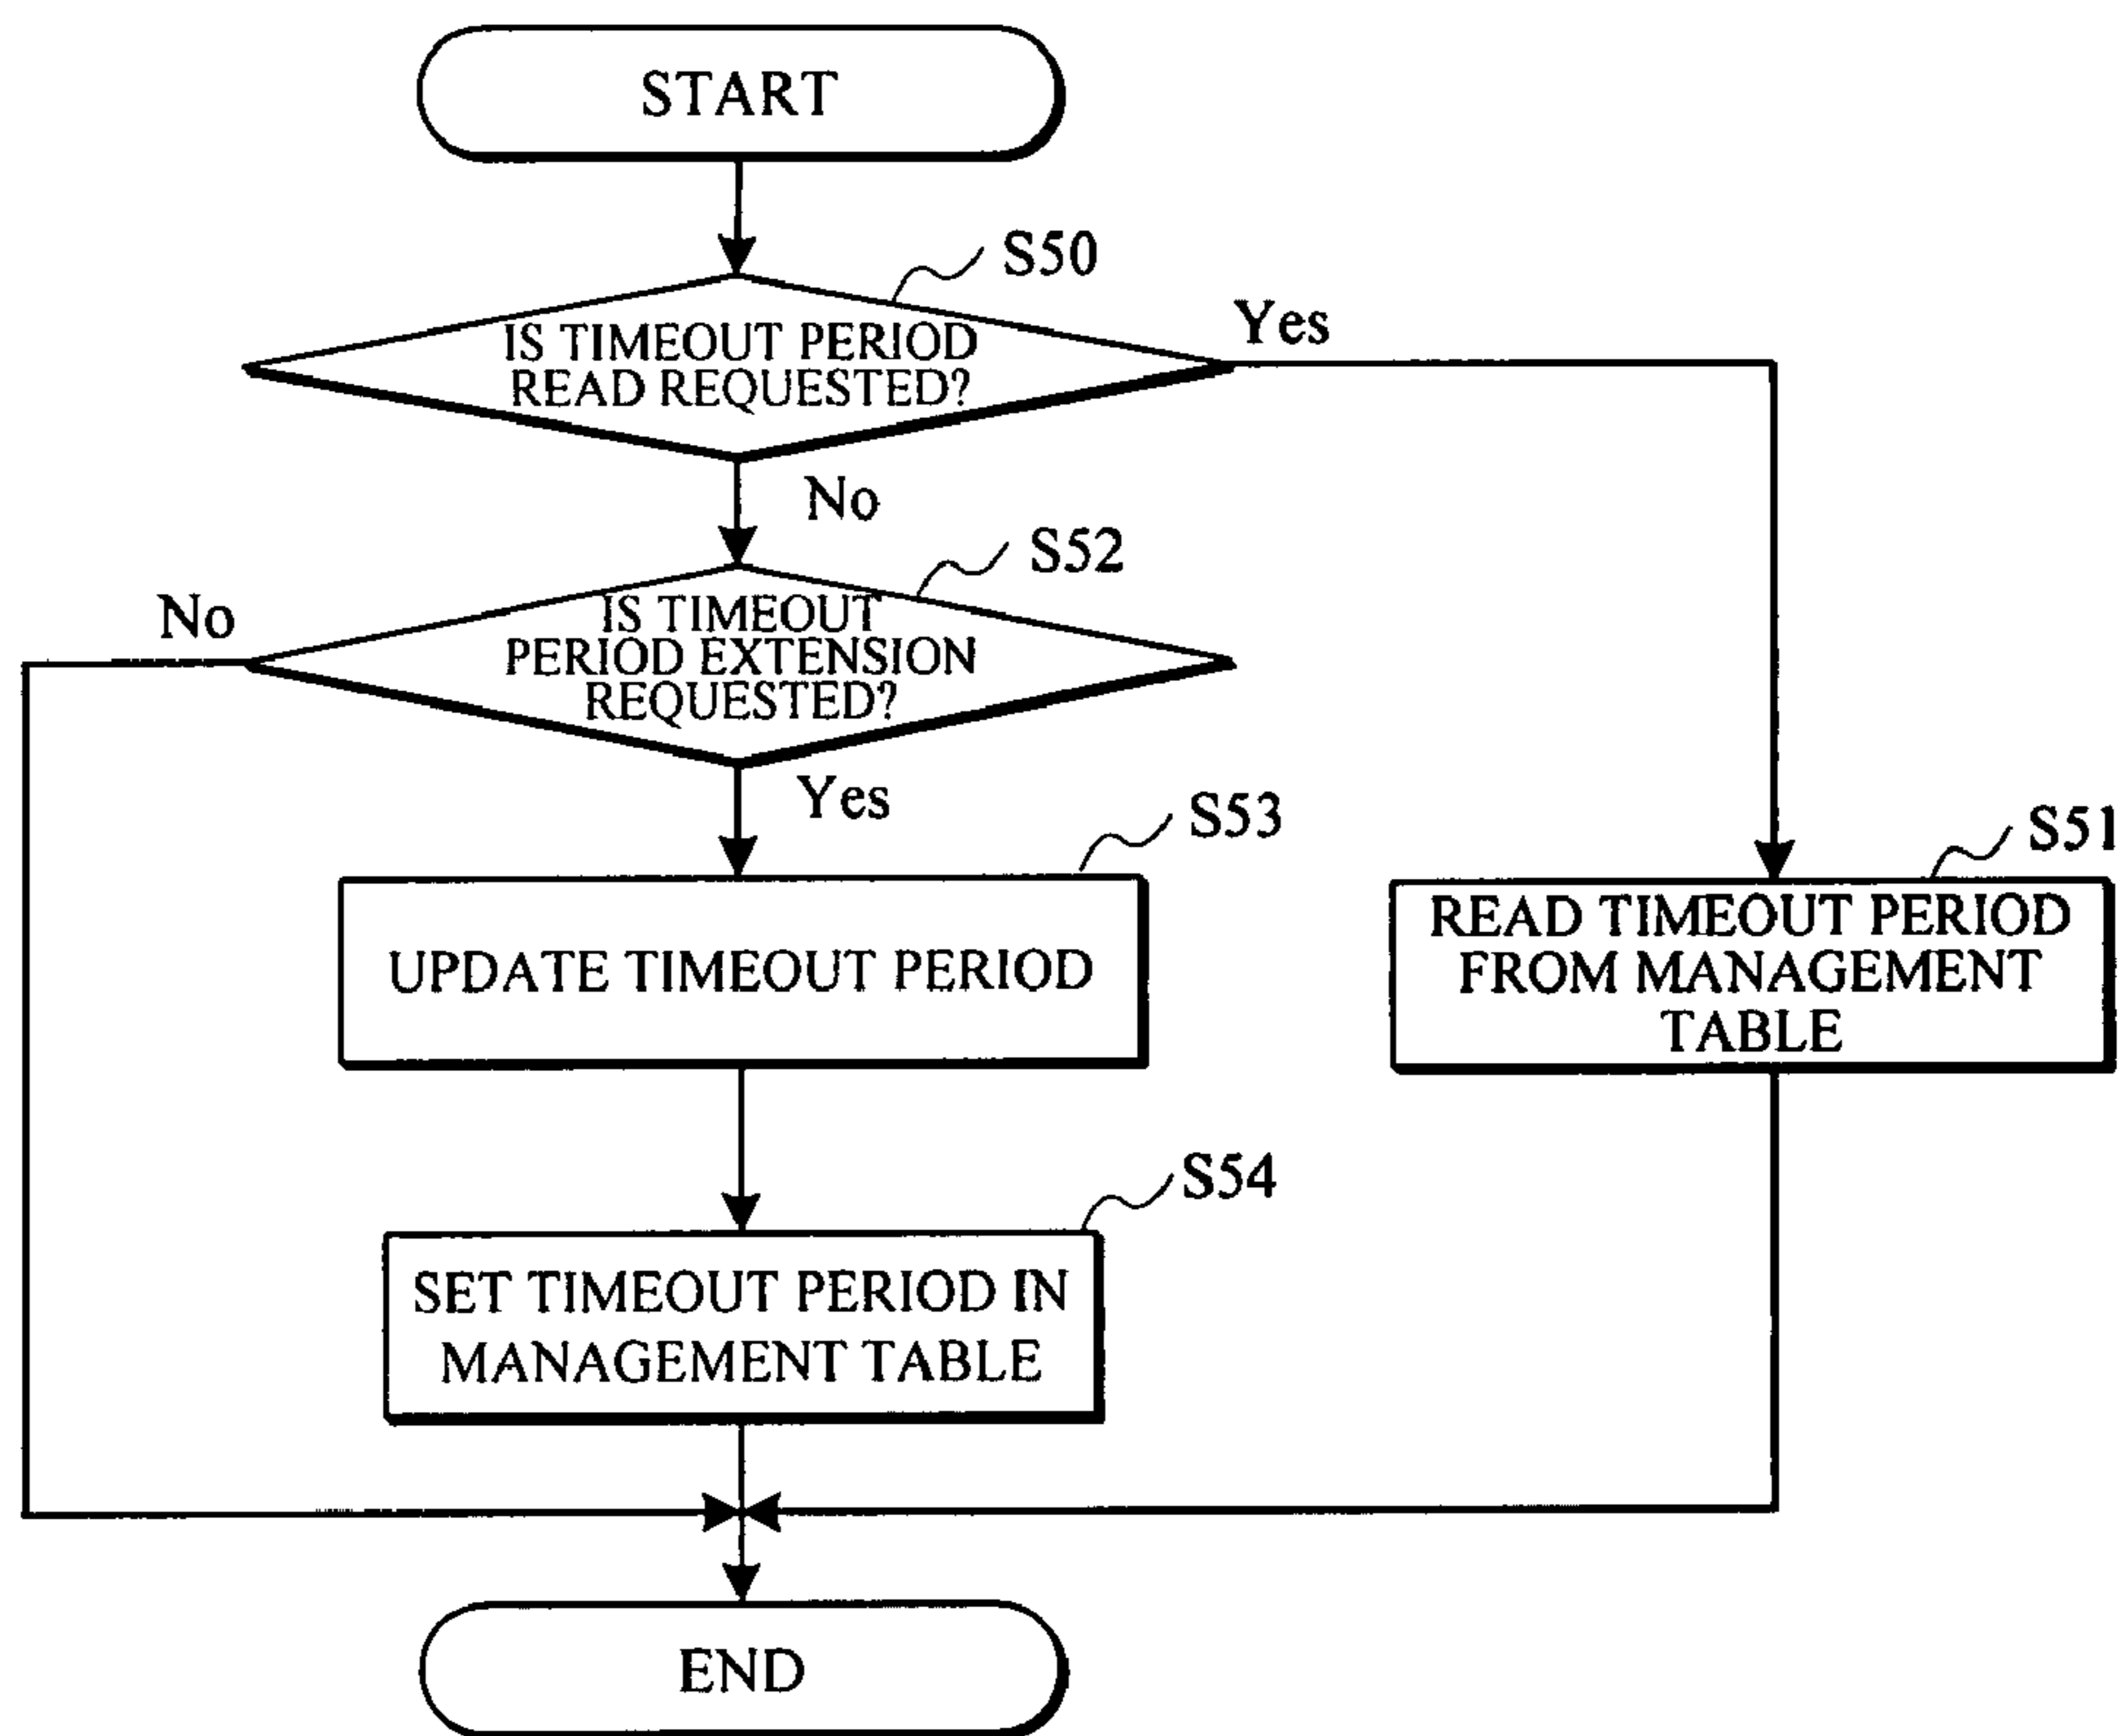 START
S50
IS TIMEOUT PERIOD
READ REQUESTED?
Yes
No
S52
IS TIMEOUT
PERIOD EXTENSION
REQUESTED?
No
Yes
S53
UPDATE TIMEOUT PERIOD
S51
READ TIMEOUT PERIOD
FROM MANAGEMENT
TABLE
S54
SET TIMEOUT PERIOD IN
MANAGEMENT TABLE
END